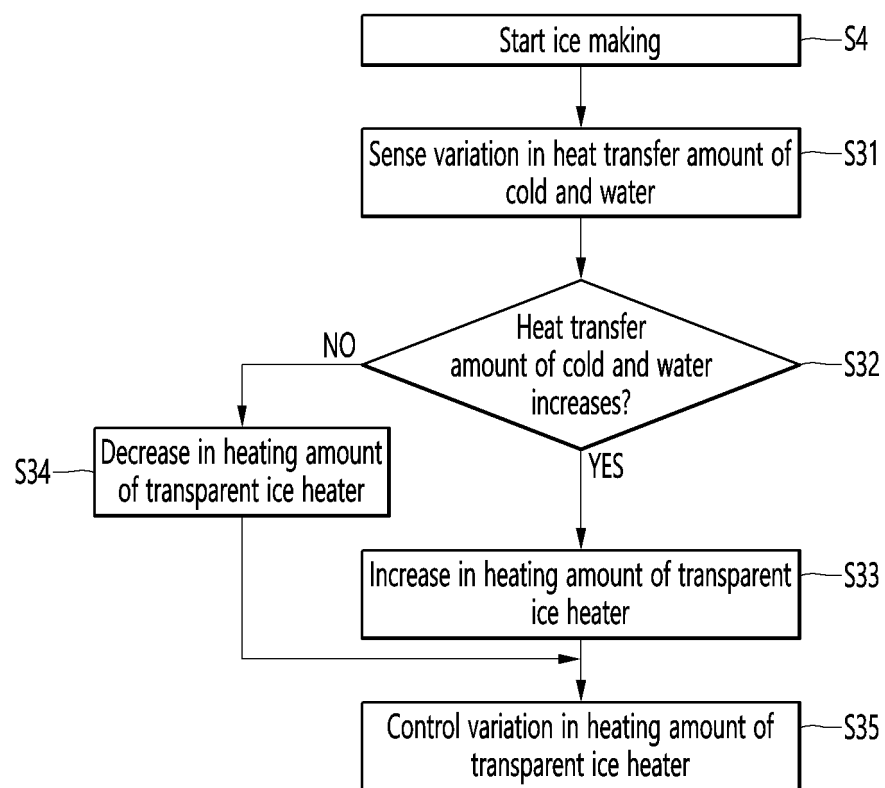 Start ice making
S4
Sense variation in heat transfer amount of
cold and water
S31
Heat transfer
amount of cold and water
increases?
S32
NO
YES
Decrease in heating amount
of transparent ice heater
S34
Increase in heating amount of transparent
ice heater
S33
Control variation in heating amount of
transparent ice heater
S35